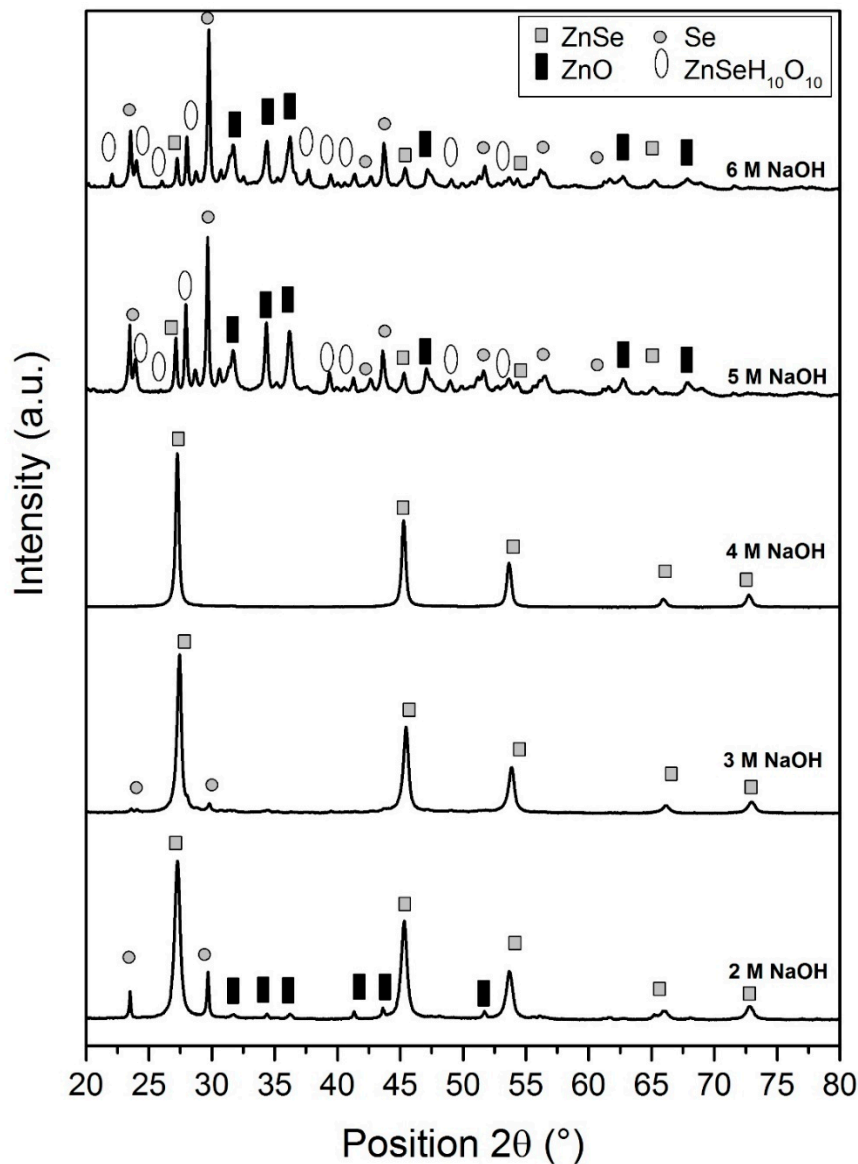 ZnSe Se
ZnO ZnSeH₁₀O₁₀
6 M NaOH
5 M NaOH
4 M NaOH
3 M NaOH
2 M NaOH
Intensity (a.u.)
20 25 30 35 40 45 50 55 60 65 70 75 80
Position 2θ (°)